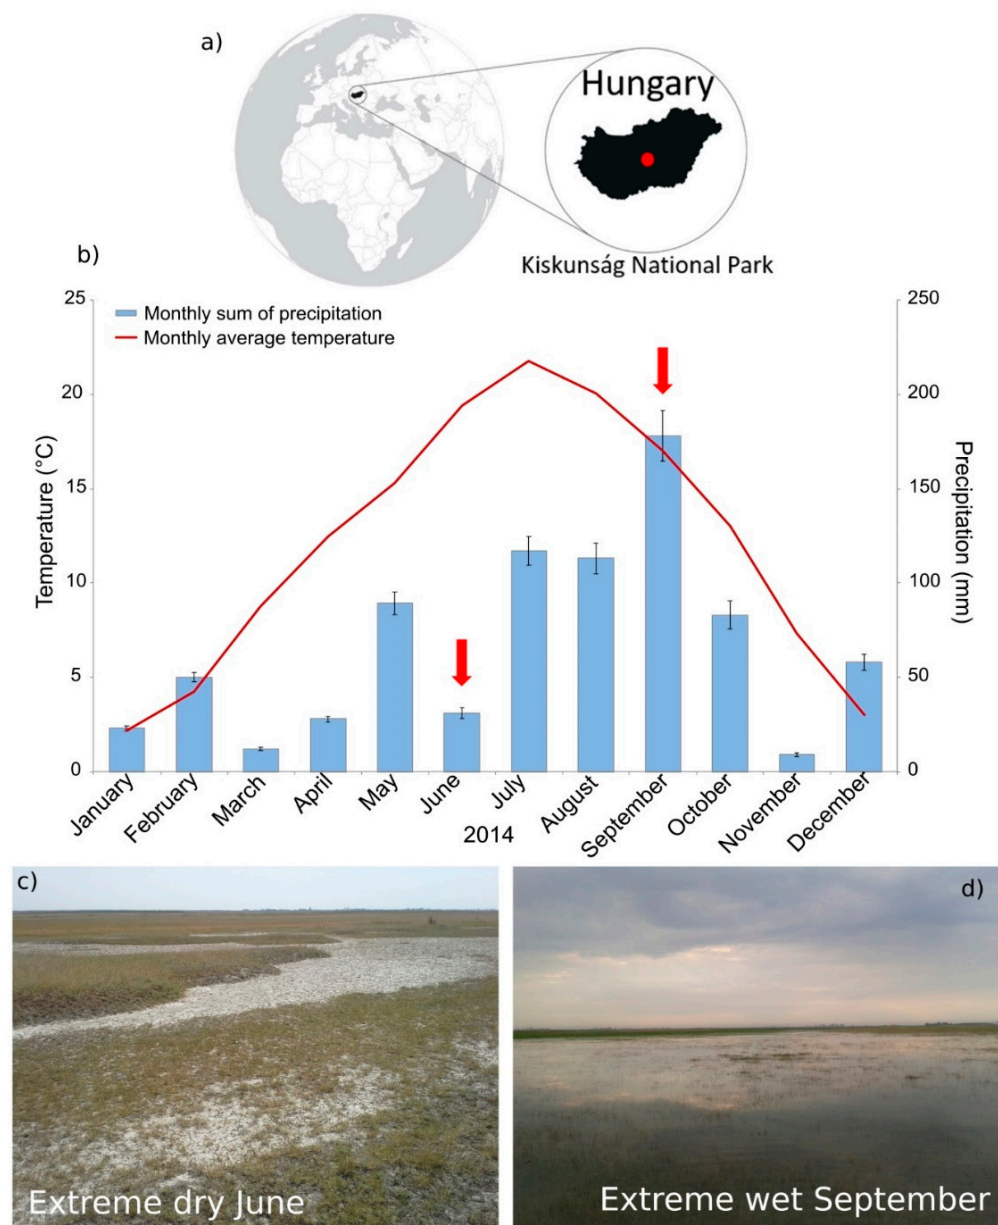 a)
Hungary
Kiskunság National Park
b)
Monthly sum of precipitation
Monthly average temperature
25
20
15
10
5
0
Temperature (°C)
250
200
150
100
50
0
Precipitation (mm)
January
February
March
April
May
June
July
August
September
October
November
December
2014
c)
Extreme dry June
d)
Extreme wet September